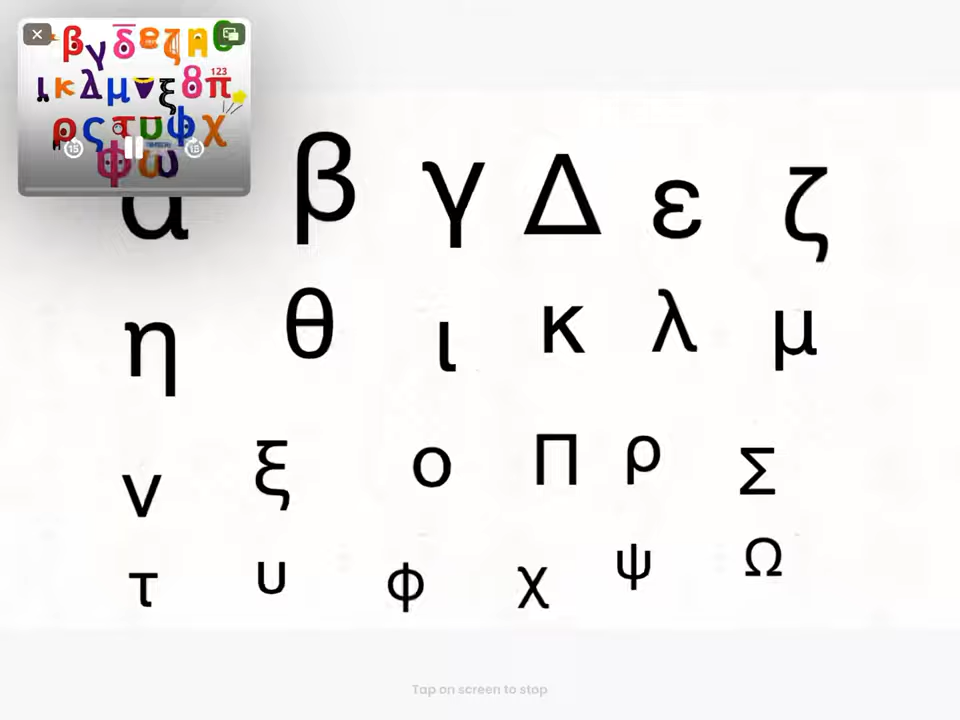 α β γ Δ ε ζ
η θ ι κ λ μ
ν ξ ο Π ρ Σ
τ υ φ χ ψ Ω
Tap on screen to stop